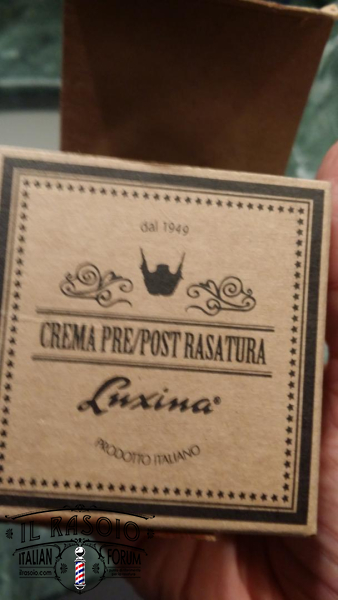 dal 1949
CREMA PRE/POST RASATURA
Luxina®
PRODOTTO ITALIANO
IL RASOIO
ITALIAN FORUM
ilrasoio.com